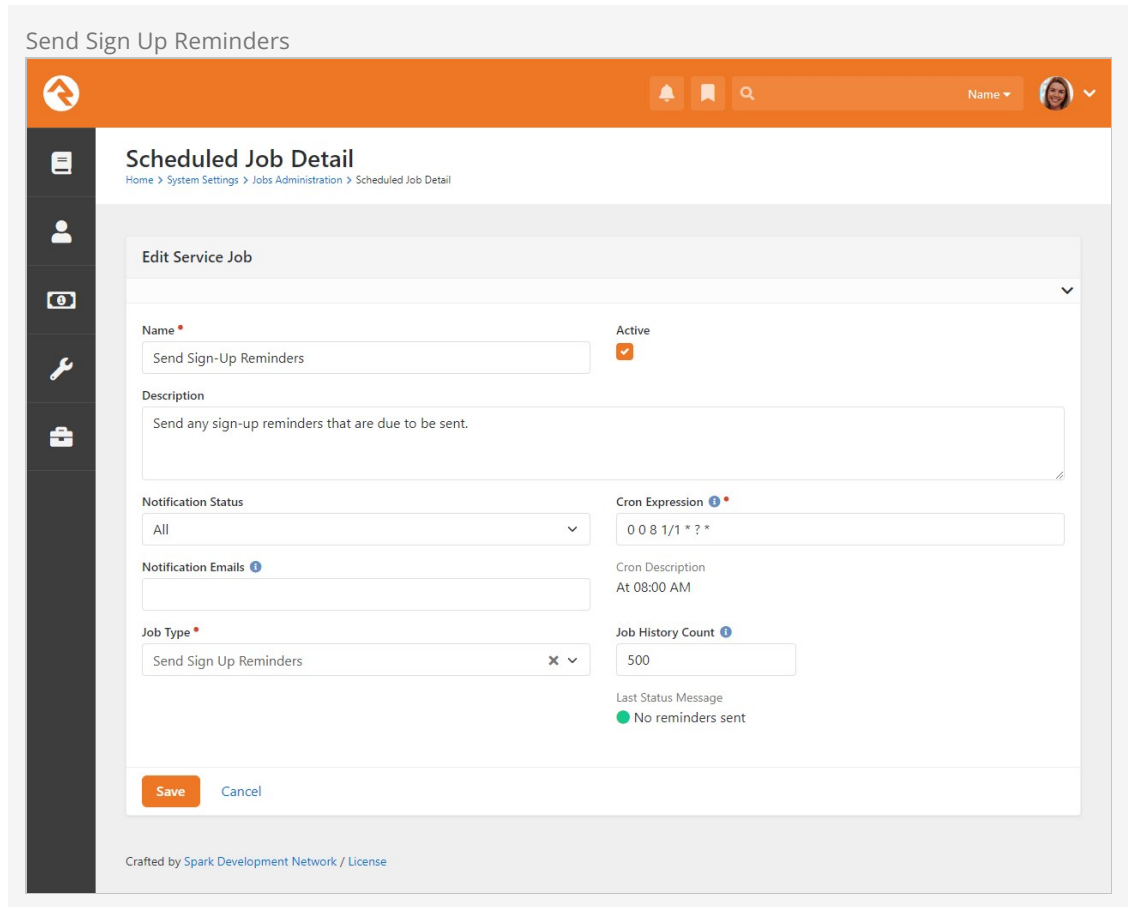 Send Sign Up Reminders
Name
Scheduled Job Detail
Home > System Settings > Jobs Administration > Scheduled Job Detail
Edit Service Job
Name
Active
Send Sign-Up Reminders
Description
Send any sign-up reminders that are due to be sent.
Notification Status
Cron Expression
All
0 0 8 1/1 * ? *
Notification Emails
Cron Description
At 08:00 AM
Job Type
Job History Count
Send Sign Up Reminders
500
Last Status Message
No reminders sent
Save Cancel
Crafted by Spark Development Network / License